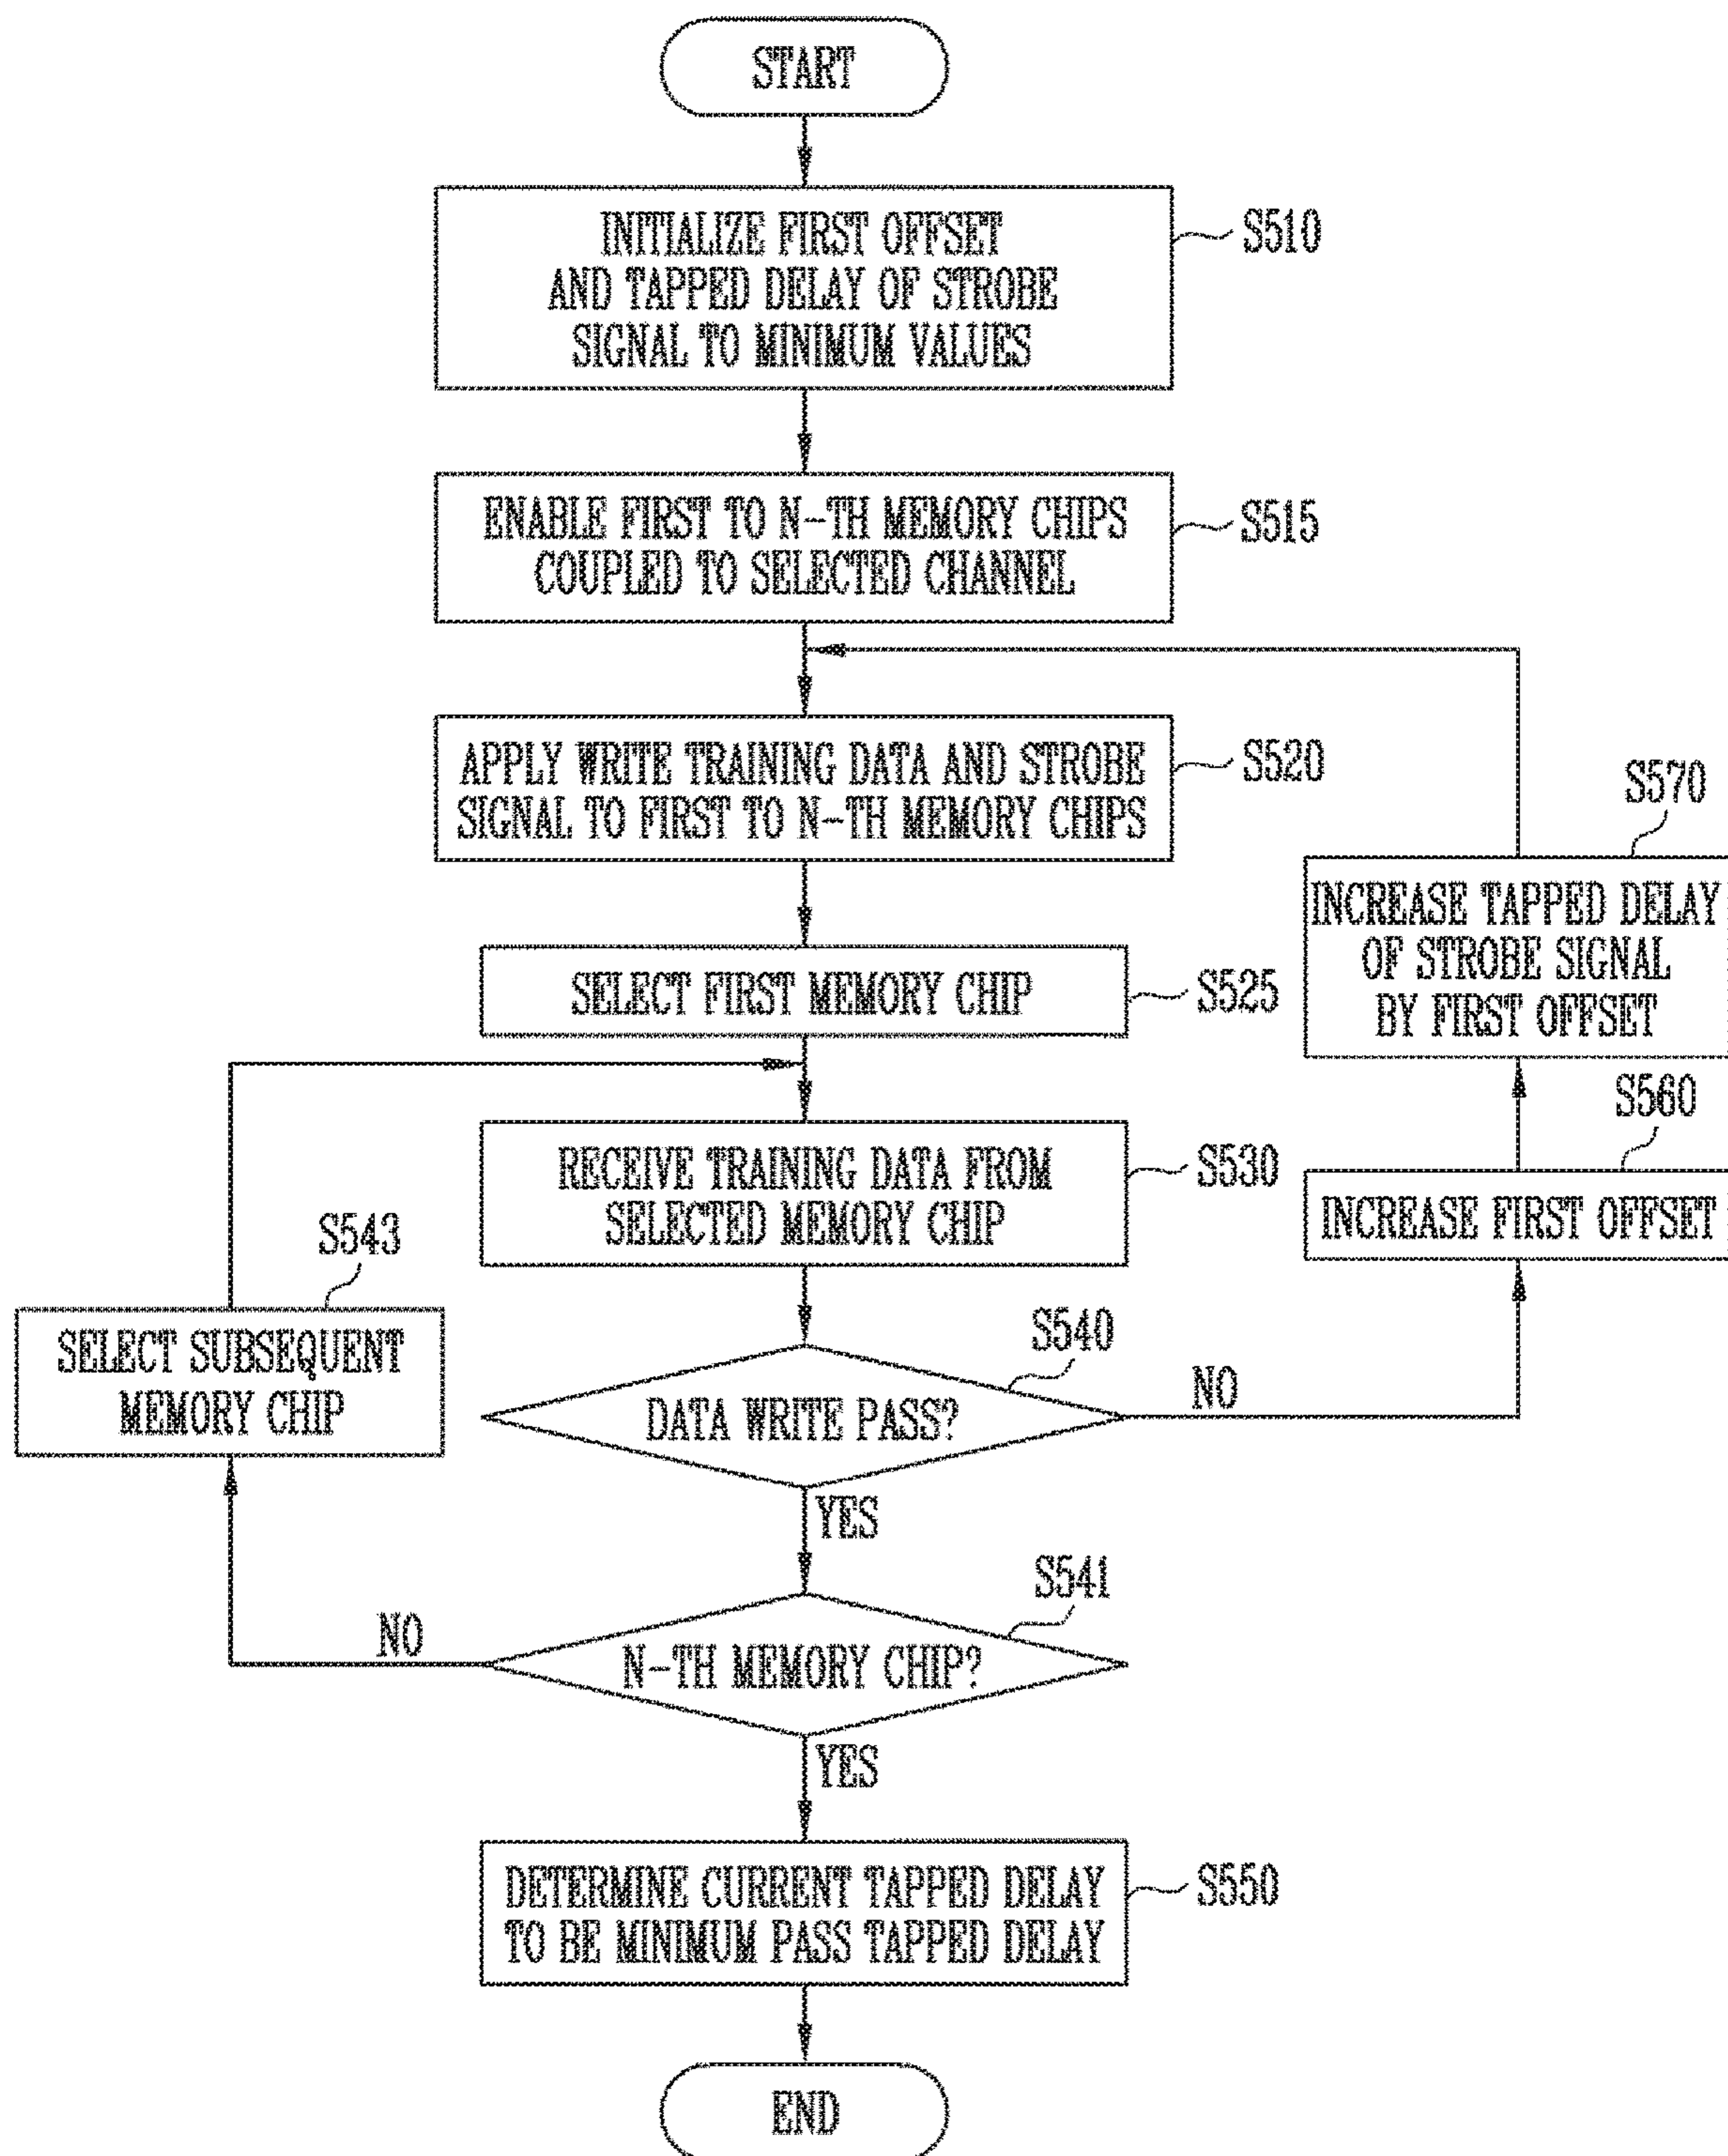 START
INITIALIZE FIRST OFFSET
AND TAPPED DELAY OF STROBE
SIGNAL TO MINIMUM VALUES
S510
ENABLE FIRST TO N-TH MEMORY CHIPS
COUPLED TO SELECTED CHANNEL
S515
APPLY WRITE TRAINING DATA AND STROBE
SIGNAL TO FIRST TO N-TH MEMORY CHIPS
S520
S570
INCREASE TAPPED DELAY
OF STROBE SIGNAL
BY FIRST OFFSET
SELECT FIRST MEMORY CHIP
S525
S560
INCREASE FIRST OFFSET
RECEIVE TRAINING DATA FROM
SELECTED MEMORY CHIP
S530
S543
SELECT SUBSEQUENT
MEMORY CHIP
S540
DATA WRITE PASS?
NO
YES
S541
NO
N-TH MEMORY CHIP?
YES
DETERMINE CURRENT TAPPED DELAY
TO BE MINIMUM PASS TAPPED DELAY
S550
END